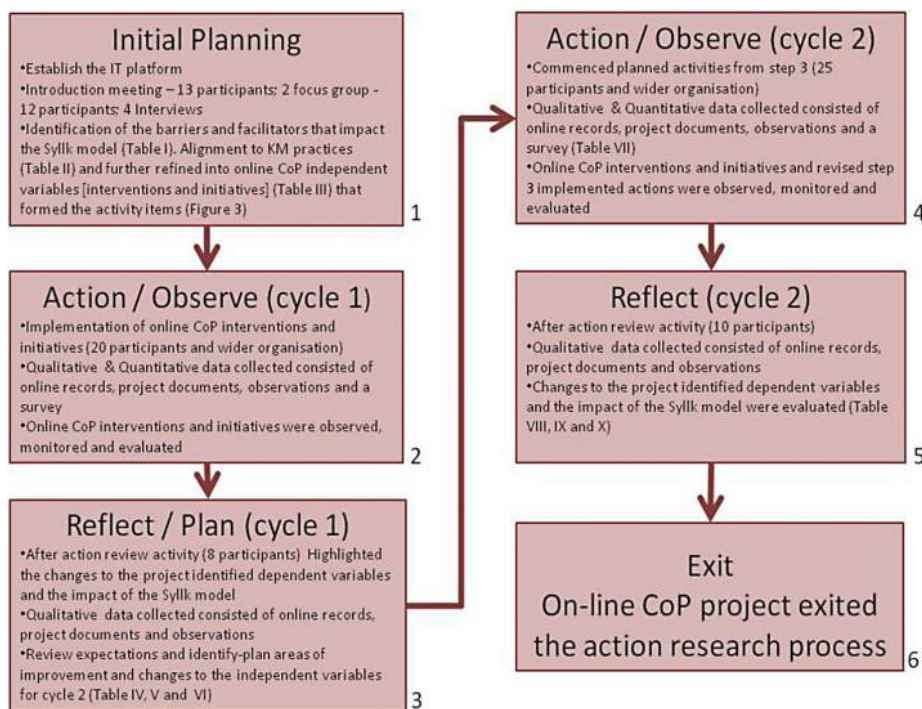 Initial Planning
•Establish the IT platform
•Introduction meeting – 13 participants; 2 focus group -
12 participants; 4 Interviews
•Identification of the barriers and facilitators that impact
the Syllk model (Table I). Alignment to KM practices
(Table II) and further refined into online CoP independent
variables [interventions and initiatives] (Table III) that
formed the activity items (Figure 3)
1
Action / Observe (cycle 1)
•Implementation of online CoP interventions and
initiatives (20 participants and wider organisation)
•Qualitative & Quantitative data collected consisted of
online records, project documents, observations and a
survey
•Online CoP interventions and initiatives were observed,
monitored and evaluated
2
Reflect / Plan (cycle 1)
•After action review activity (8 participants) Highlighted
the changes to the project identified dependent variables
and the impact of the Syllk model
•Qualitative data collected consisted of online records,
project documents and observations
•Review expectations and identify-plan areas of
improvement and changes to the independent variables
for cycle 2 (Table IV, V and VI)
3
Action / Observe (cycle 2)
•Commenced planned activities from step 3 (25
participants and wider organisation)
•Qualitative & Quantitative data collected consisted of
online records, project documents, observations and a
survey (Table VII)
•Online CoP interventions and initiatives and revised step
3 implemented actions were observed, monitored and
evaluated
4
Reflect (cycle 2)
•After action review activity (10 participants)
•Qualitative data collected consisted of online records,
project documents and observations
•Changes to the project identified dependent variables
and the impact of the Syllk model were evaluated (Table
VIII, IX and X)
5
Exit
On-line CoP project exited
the action research process
6